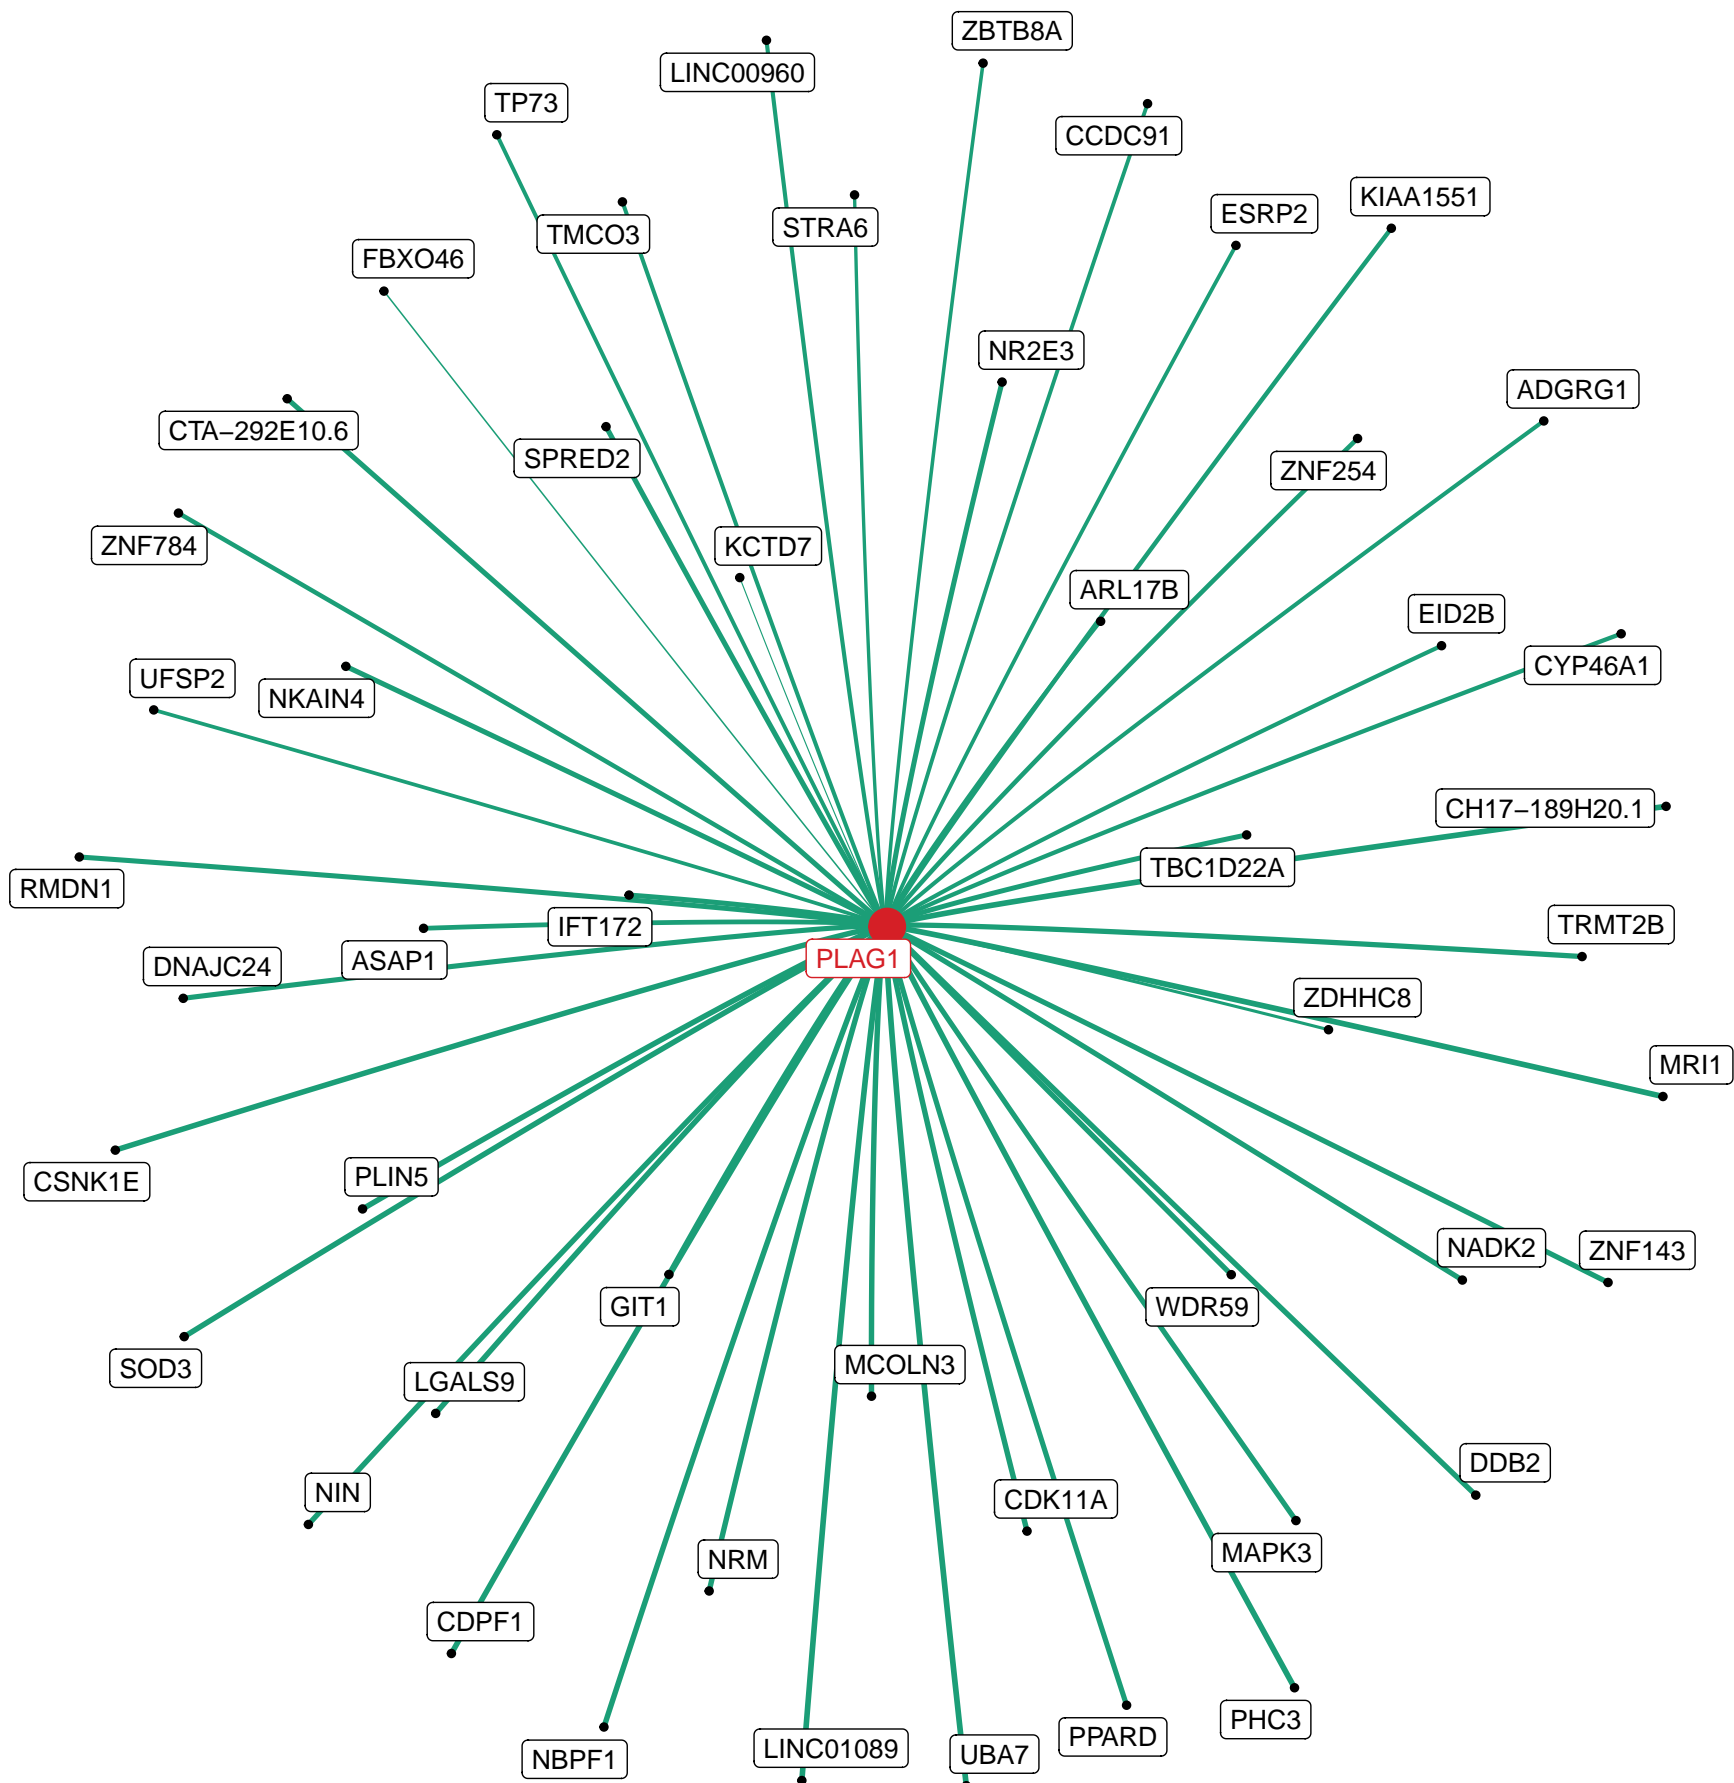 ZBTB8A
LINC00960
TP73
CCDC91
KIAA1551
ESRP2
STRA6
TMCO3
FBXO46
NR2E3
ADGRG1
CTA−292E10.6
SPRED2
ZNF254
ZNF784
KCTD7
ARL17B
EID2B
CYP46A1
UFSP2
NKAIN4
CH17−189H20.1
TBC1D22A
RMDN1
IFT172
TRMT2B
ASAP1
PLAG1
DNAJC24
ZDHHC8
MRI1
PLIN5
CSNK1E
NADK2
ZNF143
GIT1
WDR59
SOD3
MCOLN3
LGALS9
DDB2
NIN
CDK11A
MAPK3
NRM
CDPF1
PHC3
PPARD
LINC01089
UBA7
NBPF1